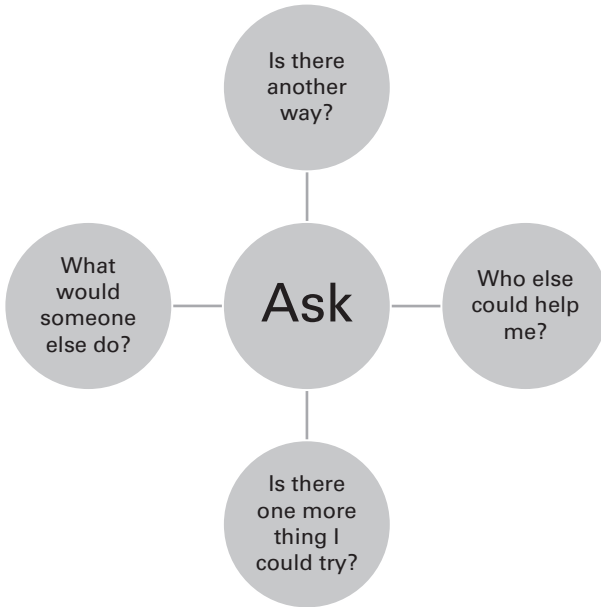 Is there
another
way?
What
would
someone
else do?
Ask
Who else
could help
me?
Is there
one more
thing I
could try?